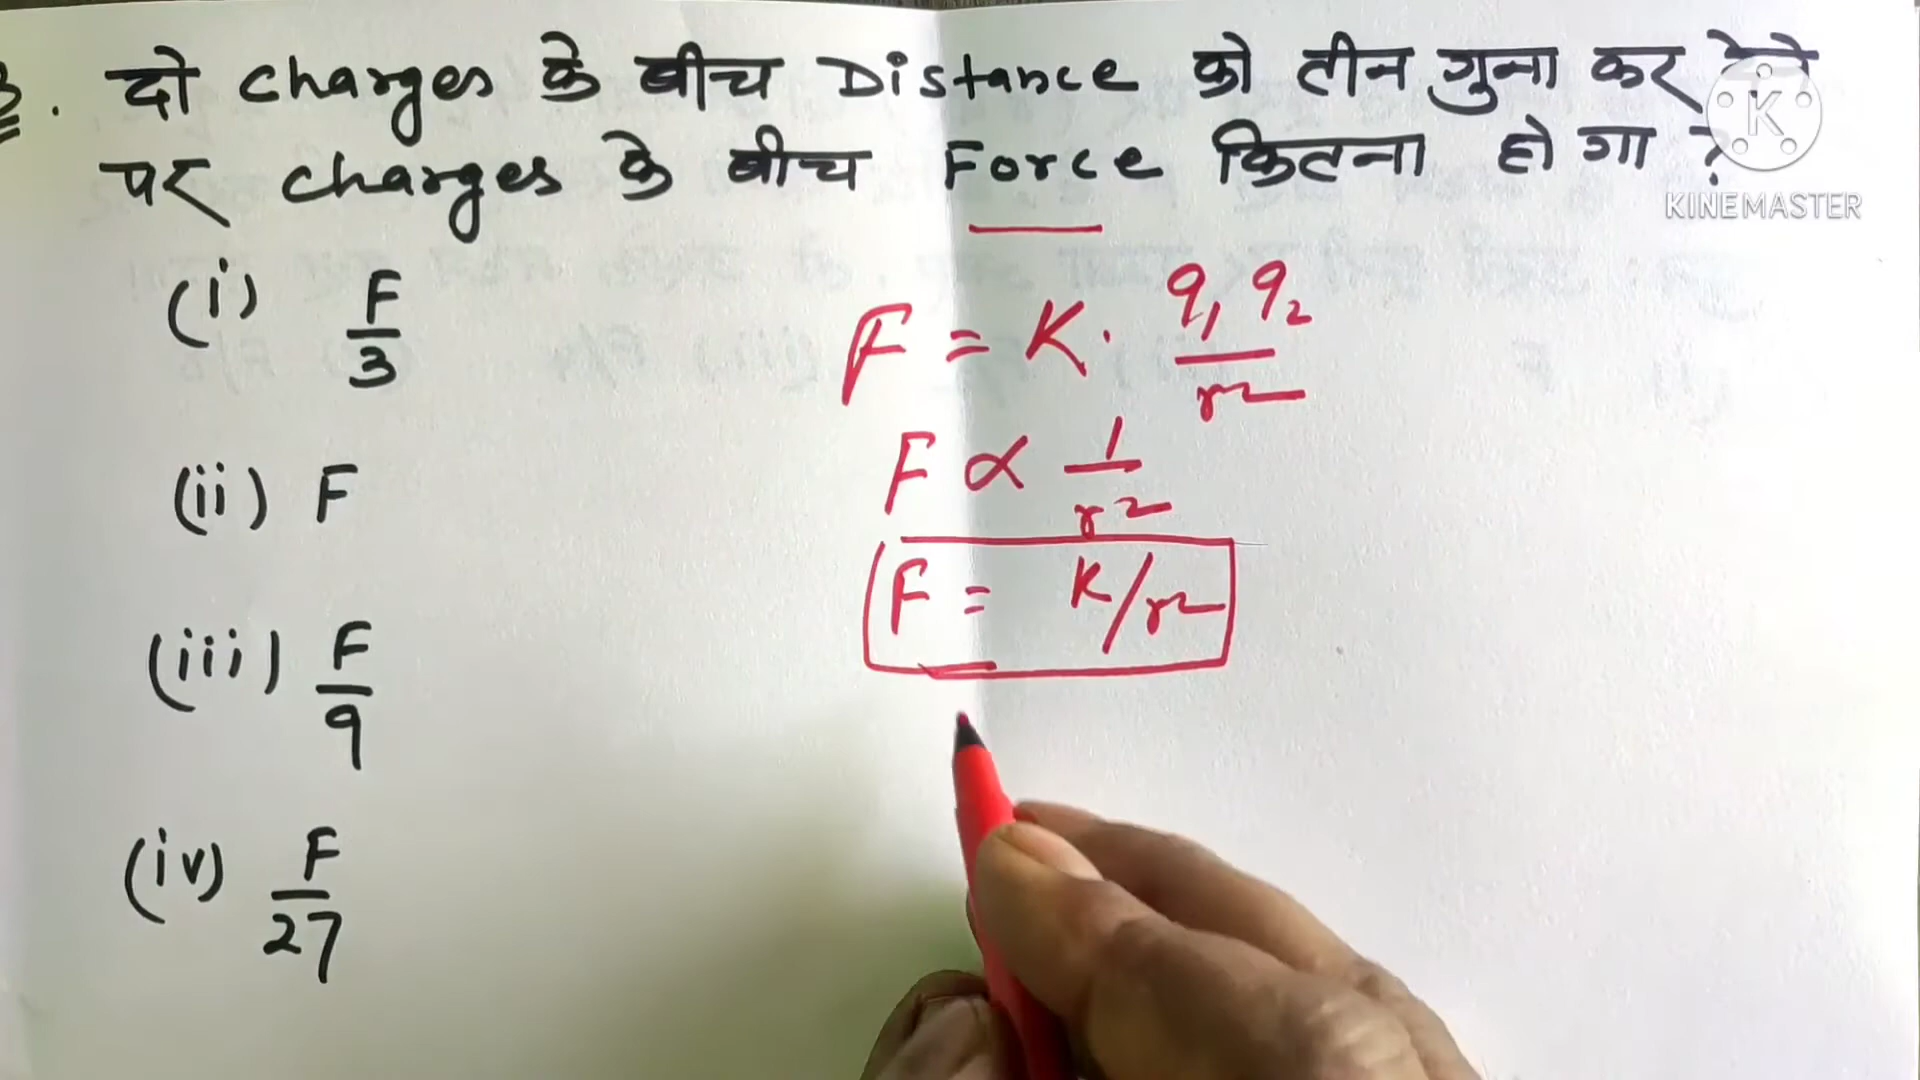 3. दो charges के बीच Distance को तीन गुना कर देने
पर charges के बीच Force कितना होगा ?
KINEMASTER
(i) F/3
(ii) F
(iii) F/9
(iv) F/27
F = K. q₁ q₂/r²
F ∝ 1/r²
F = K/r²